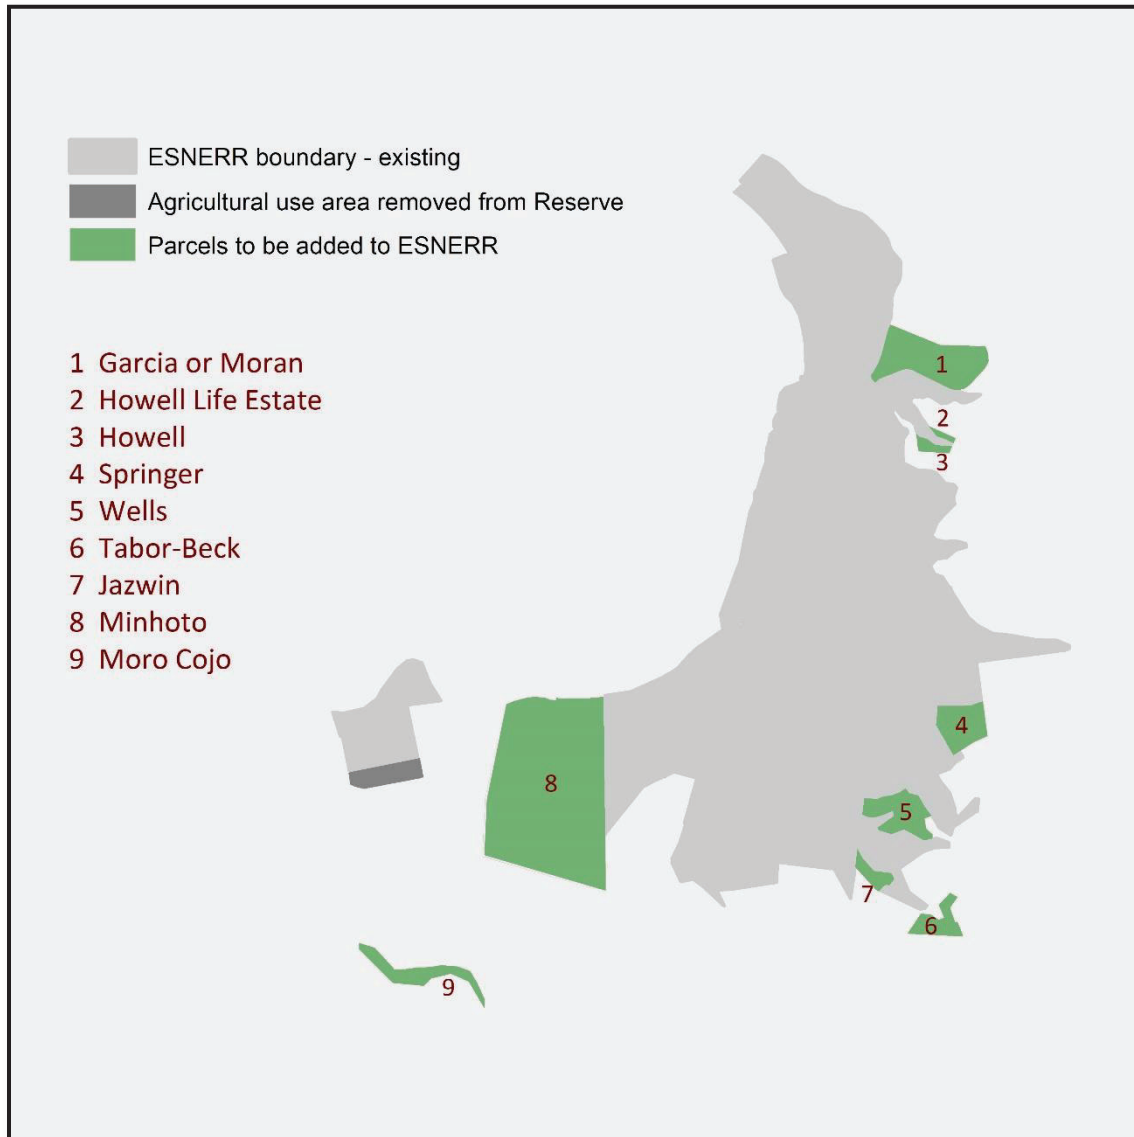 ESNERR boundary - existing
Agricultural use area removed from Reserve
Parcels to be added to ESNERR
1 Garcia or Moran
2 Howell Life Estate
3 Howell
4 Springer
5 Wells
6 Tabor-Beck
7 Jazwin
8 Minhoto
9 Moro Cojo
1
2
3
4
8
5
7
6
9